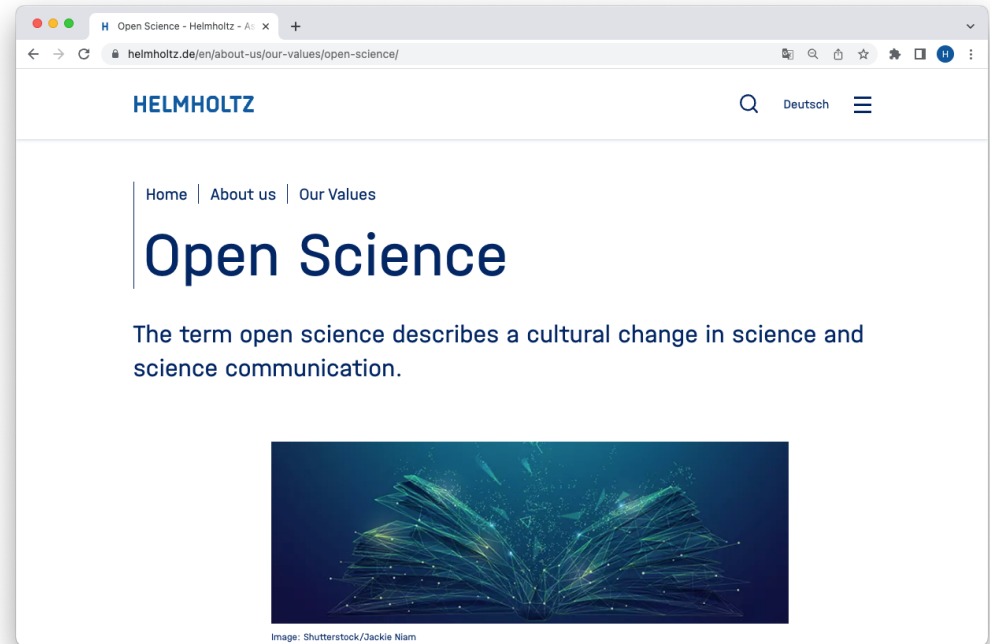 H Open Science - Helmholtz - As
helmholtz.de/en/about-us/our-values/open-science/
H
HELMHOLTZ
Deutsch
Home | About us | Our Values
Open Science
The term open science describes a cultural change in science and
science communication.
Image: Shutterstock/Jackie Niam